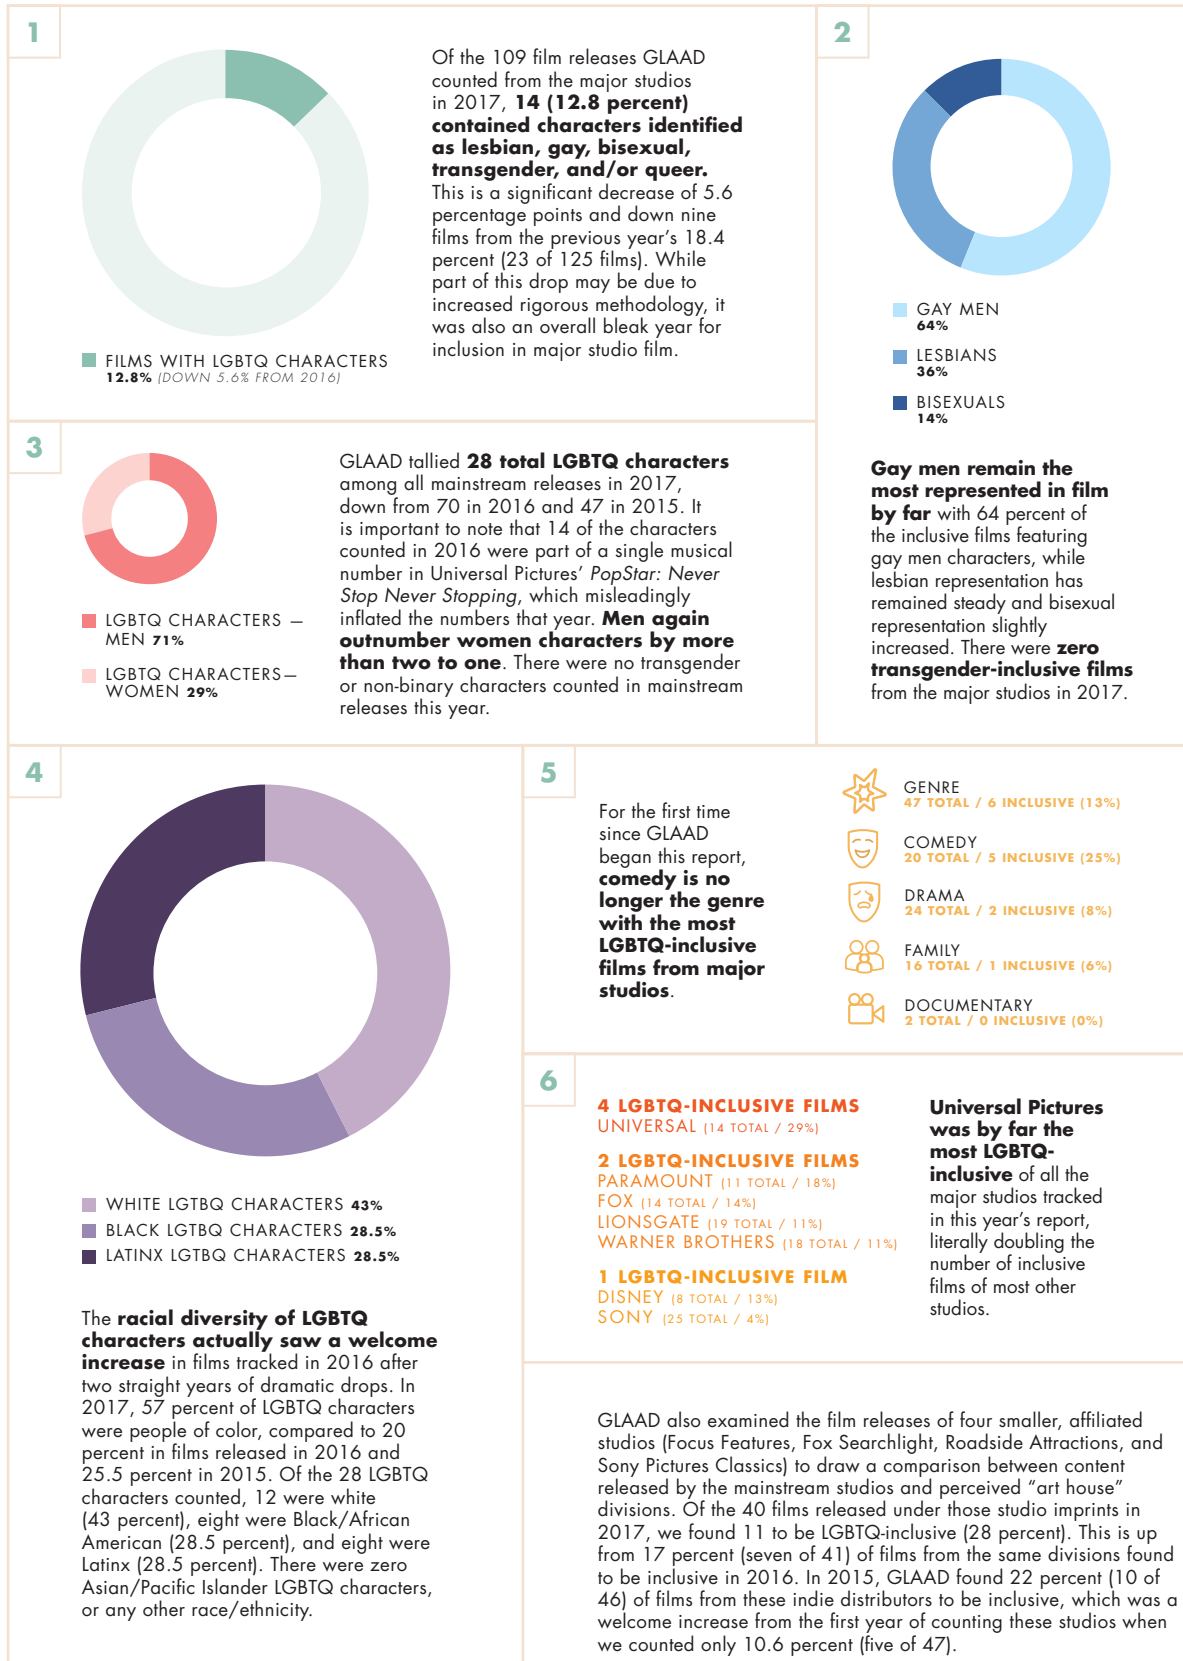 1
Of the 109 film releases GLAAD
counted from the major studios
in 2017, 14 (12.8 percent)
contained characters identified
as lesbian, gay, bisexual,
transgender, and/or queer.
This is a significant decrease of 5.6
percentage points and down nine
films from the previous year's 18.4
percent (23 of 125 films). While
part of this drop may be due to
increased rigorous methodology, it
was also an overall bleak year for
inclusion in major studio film.
FILMS WITH LGBTQ CHARACTERS
12.8% (DOWN 5.6% FROM 2016)
2
GAY MEN
64%
LESBIANS
36%
BISEXUALS
14%
Gay men remain the
most represented in film
by far with 64 percent of
the inclusive films featuring
gay men characters, while
lesbian representation has
remained steady and bisexual
representation slightly
increased. There were zero
transgender-inclusive films
from the major studios in 2017.
3
LGBTQ CHARACTERS —
MEN 71%
LGBTQ CHARACTERS—
WOMEN 29%
GLAAD tallied 28 total LGBTQ characters
among all mainstream releases in 2017,
down from 70 in 2016 and 47 in 2015. It
is important to note that 14 of the characters
counted in 2016 were part of a single musical
number in Universal Pictures' PopStar: Never
Stop Never Stopping, which misleadingly
inflated the numbers that year. Men again
outnumber women characters by more
than two to one. There were no transgender
or non-binary characters counted in mainstream
releases this year.
4
WHITE LGTBQ CHARACTERS 43%
BLACK LGTBQ CHARACTERS 28.5%
LATINX LGTBQ CHARACTERS 28.5%
The racial diversity of LGBTQ
characters actually saw a welcome
increase in films tracked in 2016 after
two straight years of dramatic drops. In
2017, 57 percent of LGBTQ characters
were people of color, compared to 20
percent in films released in 2016 and
25.5 percent in 2015. Of the 28 LGBTQ
characters counted, 12 were white
(43 percent), eight were Black/African
American (28.5 percent), and eight were
Latinx (28.5 percent). There were zero
Asian/Pacific Islander LGBTQ characters,
or any other race/ethnicity.
5
For the first time
since GLAAD
began this report,
comedy is no
longer the genre
with the most
LGBTQ-inclusive
films from major
studios.
GENRE
47 TOTAL / 6 INCLUSIVE (13%)
COMEDY
20 TOTAL / 5 INCLUSIVE (25%)
DRAMA
24 TOTAL / 2 INCLUSIVE (8%)
FAMILY
16 TOTAL / 1 INCLUSIVE (6%)
DOCUMENTARY
2 TOTAL / 0 INCLUSIVE (0%)
6
4 LGBTQ-INCLUSIVE FILMS
UNIVERSAL (14 TOTAL / 29%)
2 LGBTQ-INCLUSIVE FILMS
PARAMOUNT (11 TOTAL / 18%)
FOX (14 TOTAL / 14%)
LIONSGATE (19 TOTAL / 11%)
WARNER BROTHERS (18 TOTAL / 11%)
1 LGBTQ-INCLUSIVE FILM
DISNEY (8 TOTAL / 13%)
SONY (25 TOTAL / 4%)
Universal Pictures
was by far the
most LGBTQ-
inclusive of all the
major studios tracked
in this year's report,
literally doubling the
number of inclusive
films of most other
studios.
GLAAD also examined the film releases of four smaller, affiliated
studios (Focus Features, Fox Searchlight, Roadside Attractions, and
Sony Pictures Classics) to draw a comparison between content
released by the mainstream studios and perceived “art house”
divisions. Of the 40 films released under those studio imprints in
2017, we found 11 to be LGBTQ-inclusive (28 percent). This is up
from 17 percent (seven of 41) of films from the same divisions found
to be inclusive in 2016. In 2015, GLAAD found 22 percent (10 of
46) of films from these indie distributors to be inclusive, which was a
welcome increase from the first year of counting these studios when
we counted only 10.6 percent (five of 47).